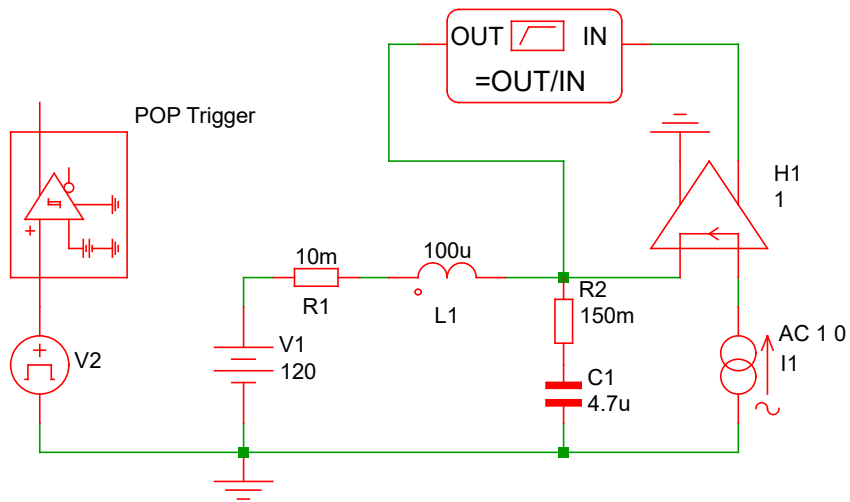 OUT IN
=OUT/IN
POP Trigger
H1
1
+
10m
R1
100u
L1
R2
150m
+
V2
V1
120
C1
4.7u
AC 1 0
I1